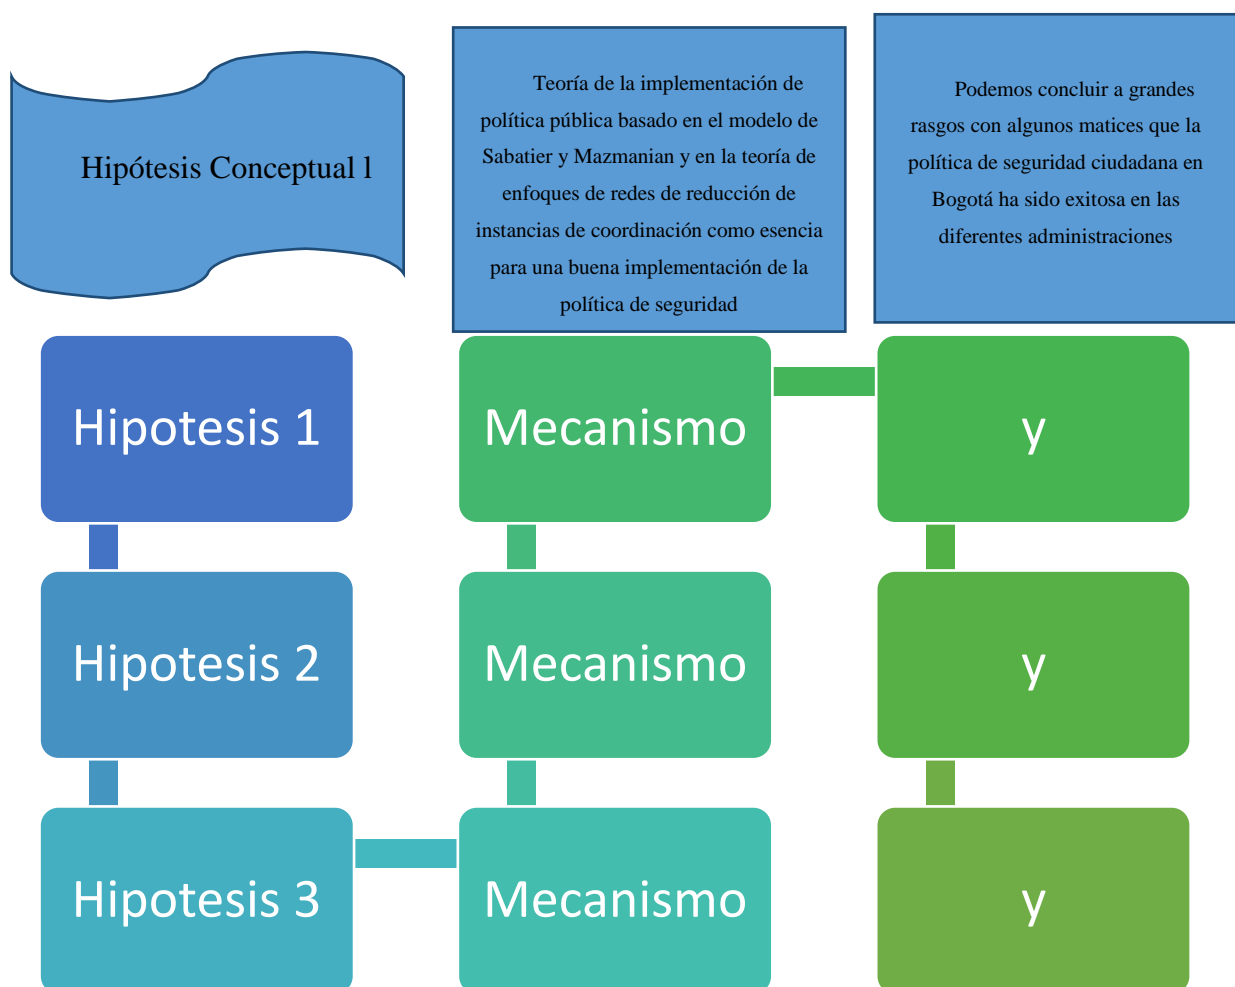 Hipótesis Conceptual l
Teoría de la implementación de
política pública basado en el modelo de
Sabatier y Mazmanian y en la teoría de
enfoques de redes de reducción de
instancias de coordinación como esencia
para una buena implementación de la
política de seguridad
Podemos concluir a grandes
rasgos con algunos matices que la
política de seguridad ciudadana en
Bogotá ha sido exitosa en las
diferentes administraciones
Hipotesis 1
Mecanismo
y
Hipotesis 2
Mecanismo
y
Hipotesis 3
Mecanismo
y